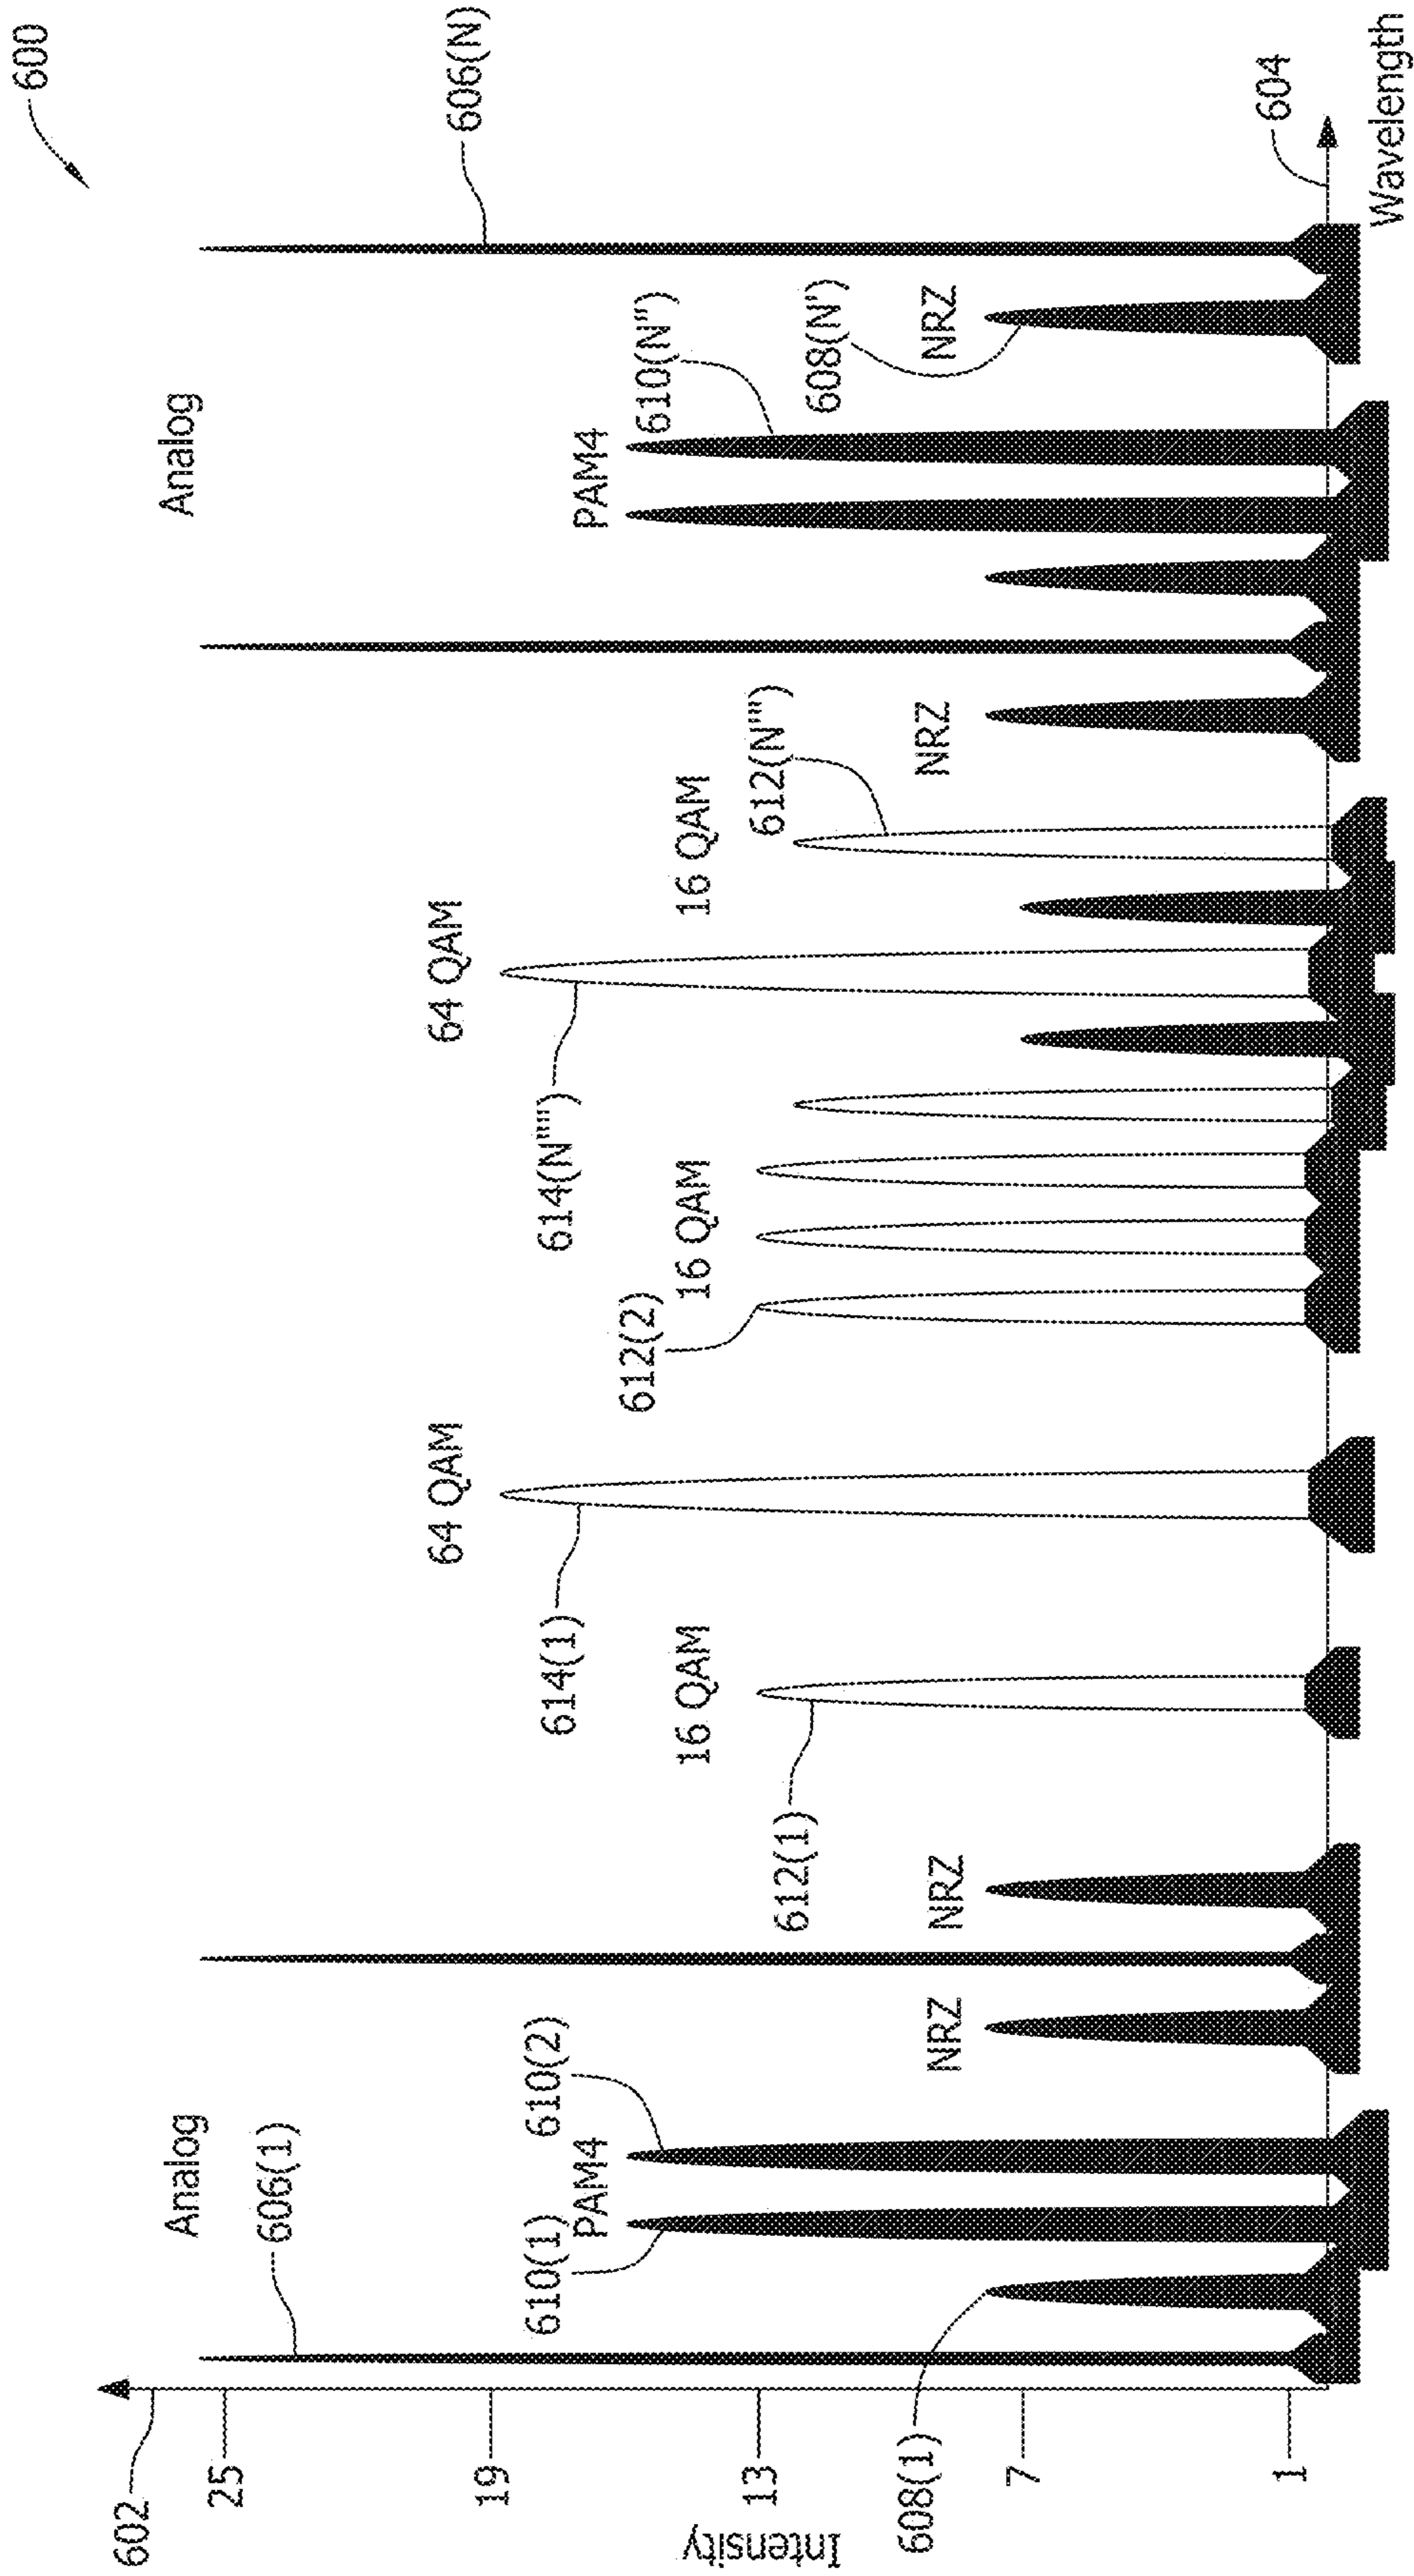 600
602
Intensity
25
19
13
7
1
Analog
606(1)
610(1)
PAM4
610(2)
608(1)
NRZ
NRZ
612(1)
16 QAM
614(1)
64 QAM
612(2)
16 QAM
614(N'''')
64 QAM
16 QAM
612(N''')
NRZ
Analog
PAM4
610(N")
608(N')
NRZ
606(N)
604
Wavelength